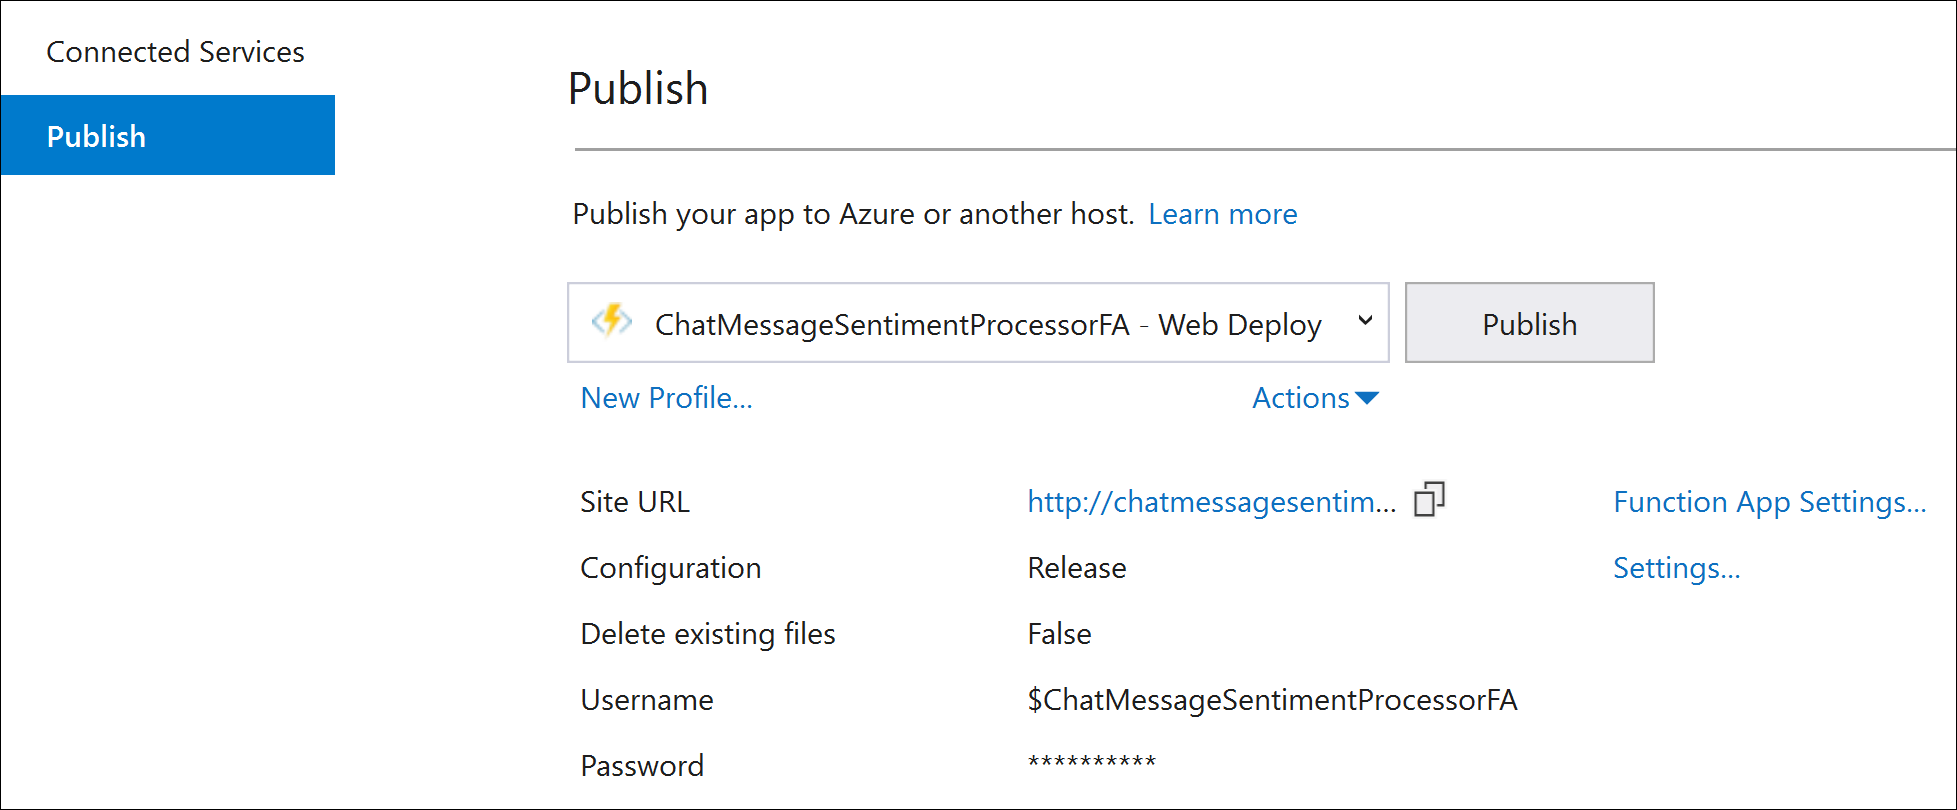 Connected Services
Publish
Publish
Publish your app to Azure or another host. Learn more
ChatMessageSentimentProcessorFA - Web Deploy
Publish
New Profile...
Actions
Site URL
http://chatmessagesentim...
Function App Settings...
Configuration
Release
Settings...
Delete existing files
False
Username
$ChatMessageSentimentProcessorFA
Password
**********